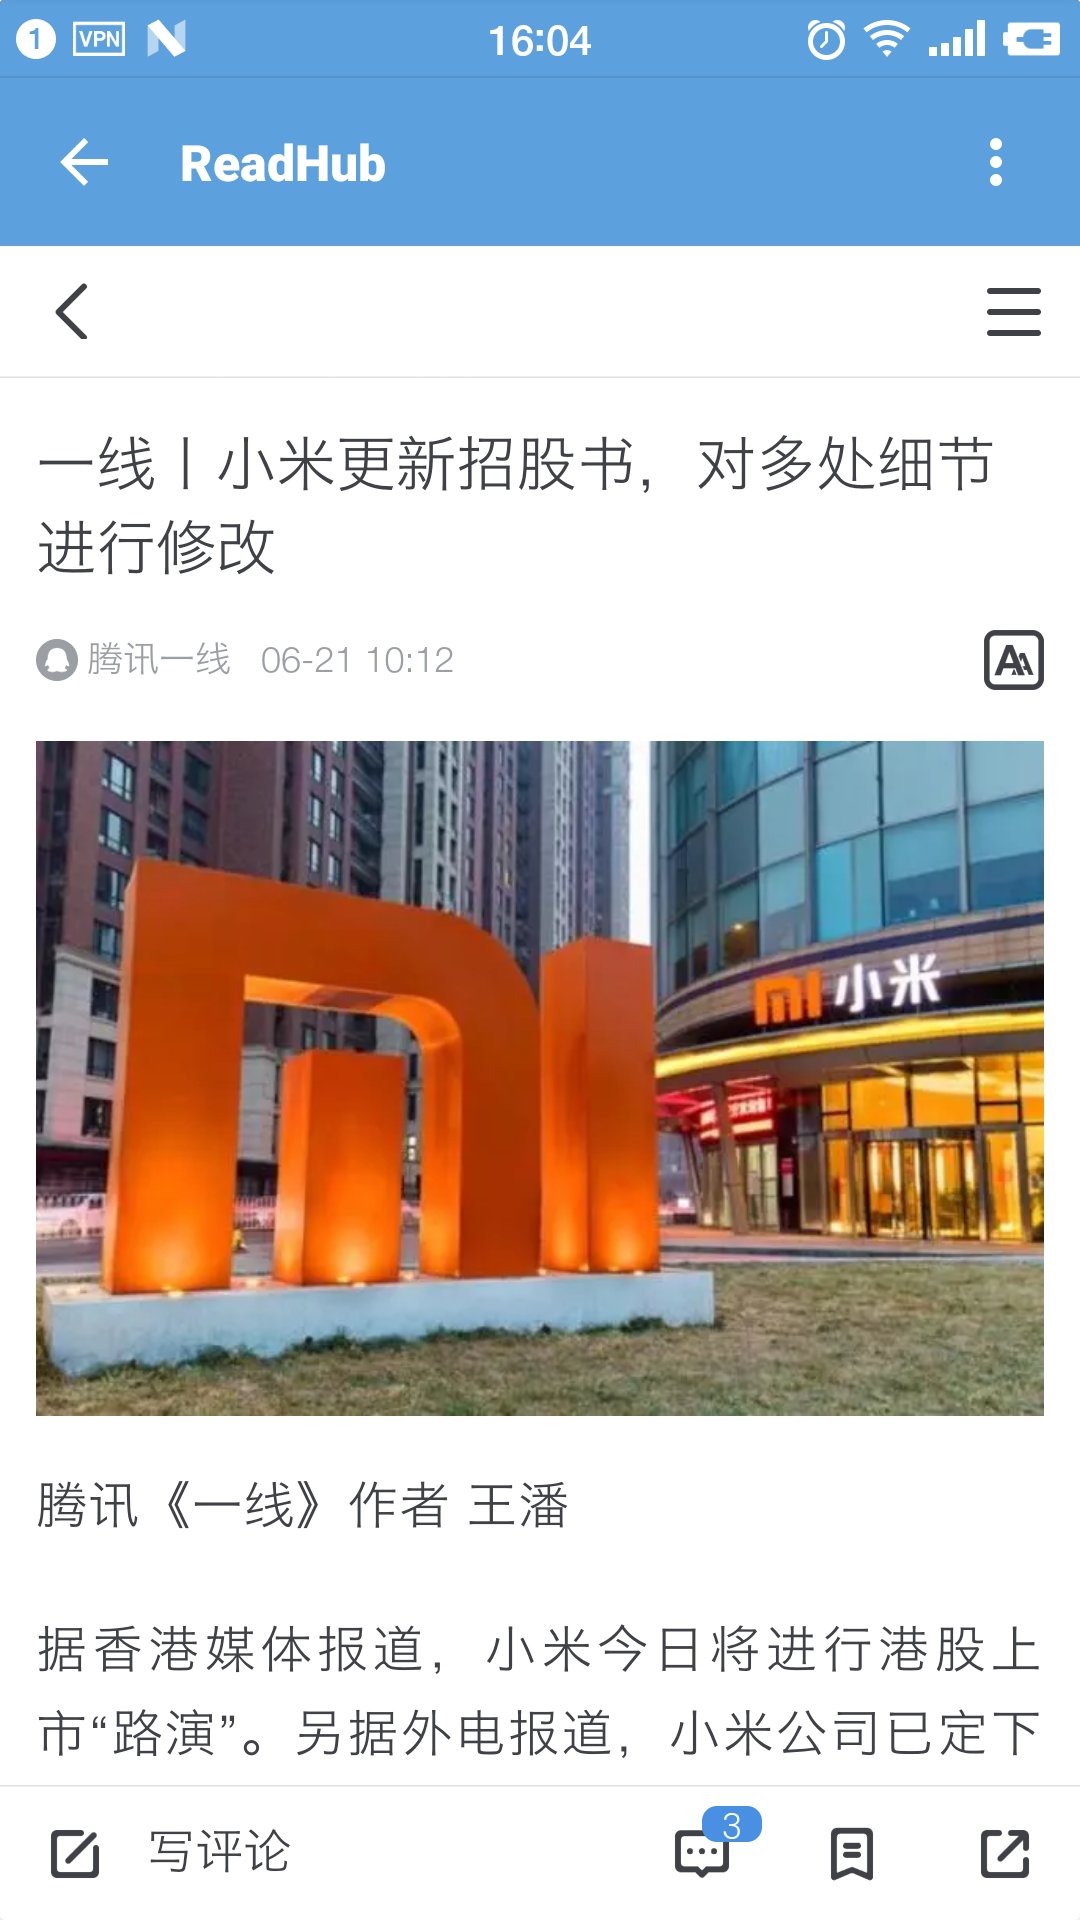 1 VPN 16:04
ReadHub
一线丨小米更新招股书，对多处细节
进行修改
腾讯一线 06-21 10:12
AA
小米
腾讯《一线》作者 王潘
据香港媒体报道，小米今日将进行港股上
市“路演”。另据外电报道，小米公司已定下
写评论
3